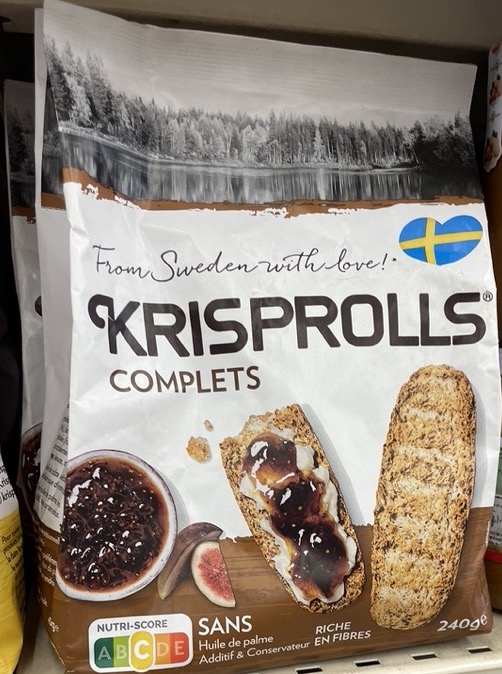 From Sweden with love!
KRISPROLLS®
COMPLETS
NUTRI-SCORE
A B C D E
SANS
Huile de palme
Additif & Conservateur
RICHE
EN FIBRES
240g℮